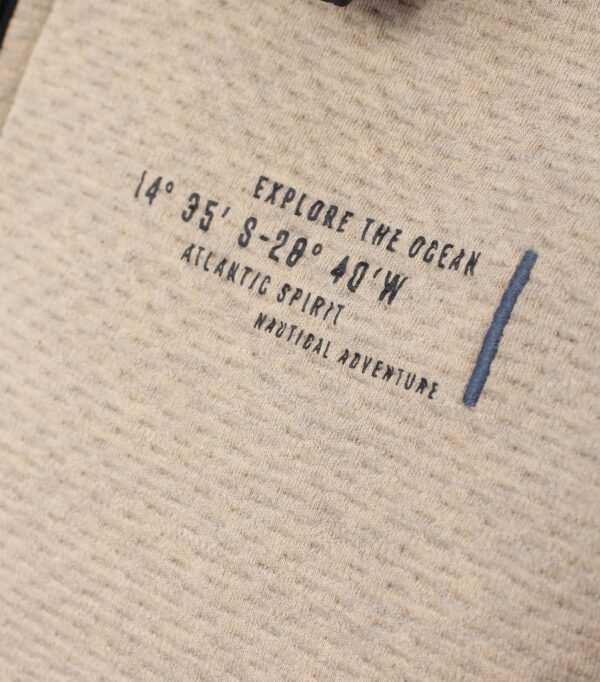 EXPLORE THE OCEAN
14° 35' S-28° 40'W
ATLANTIC SPIRIT
NAUTICAL ADVENTURE